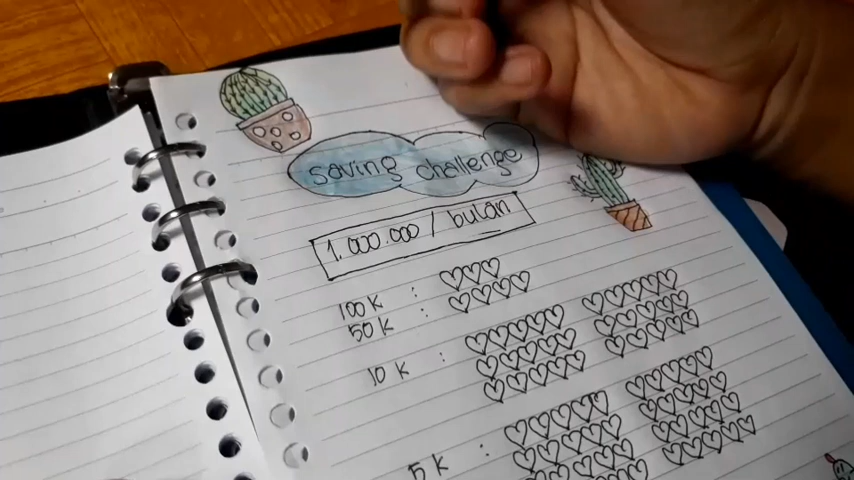 saving challenge
1.000.000 / bulan
100 K :
50 K :
10 K :
5 K :